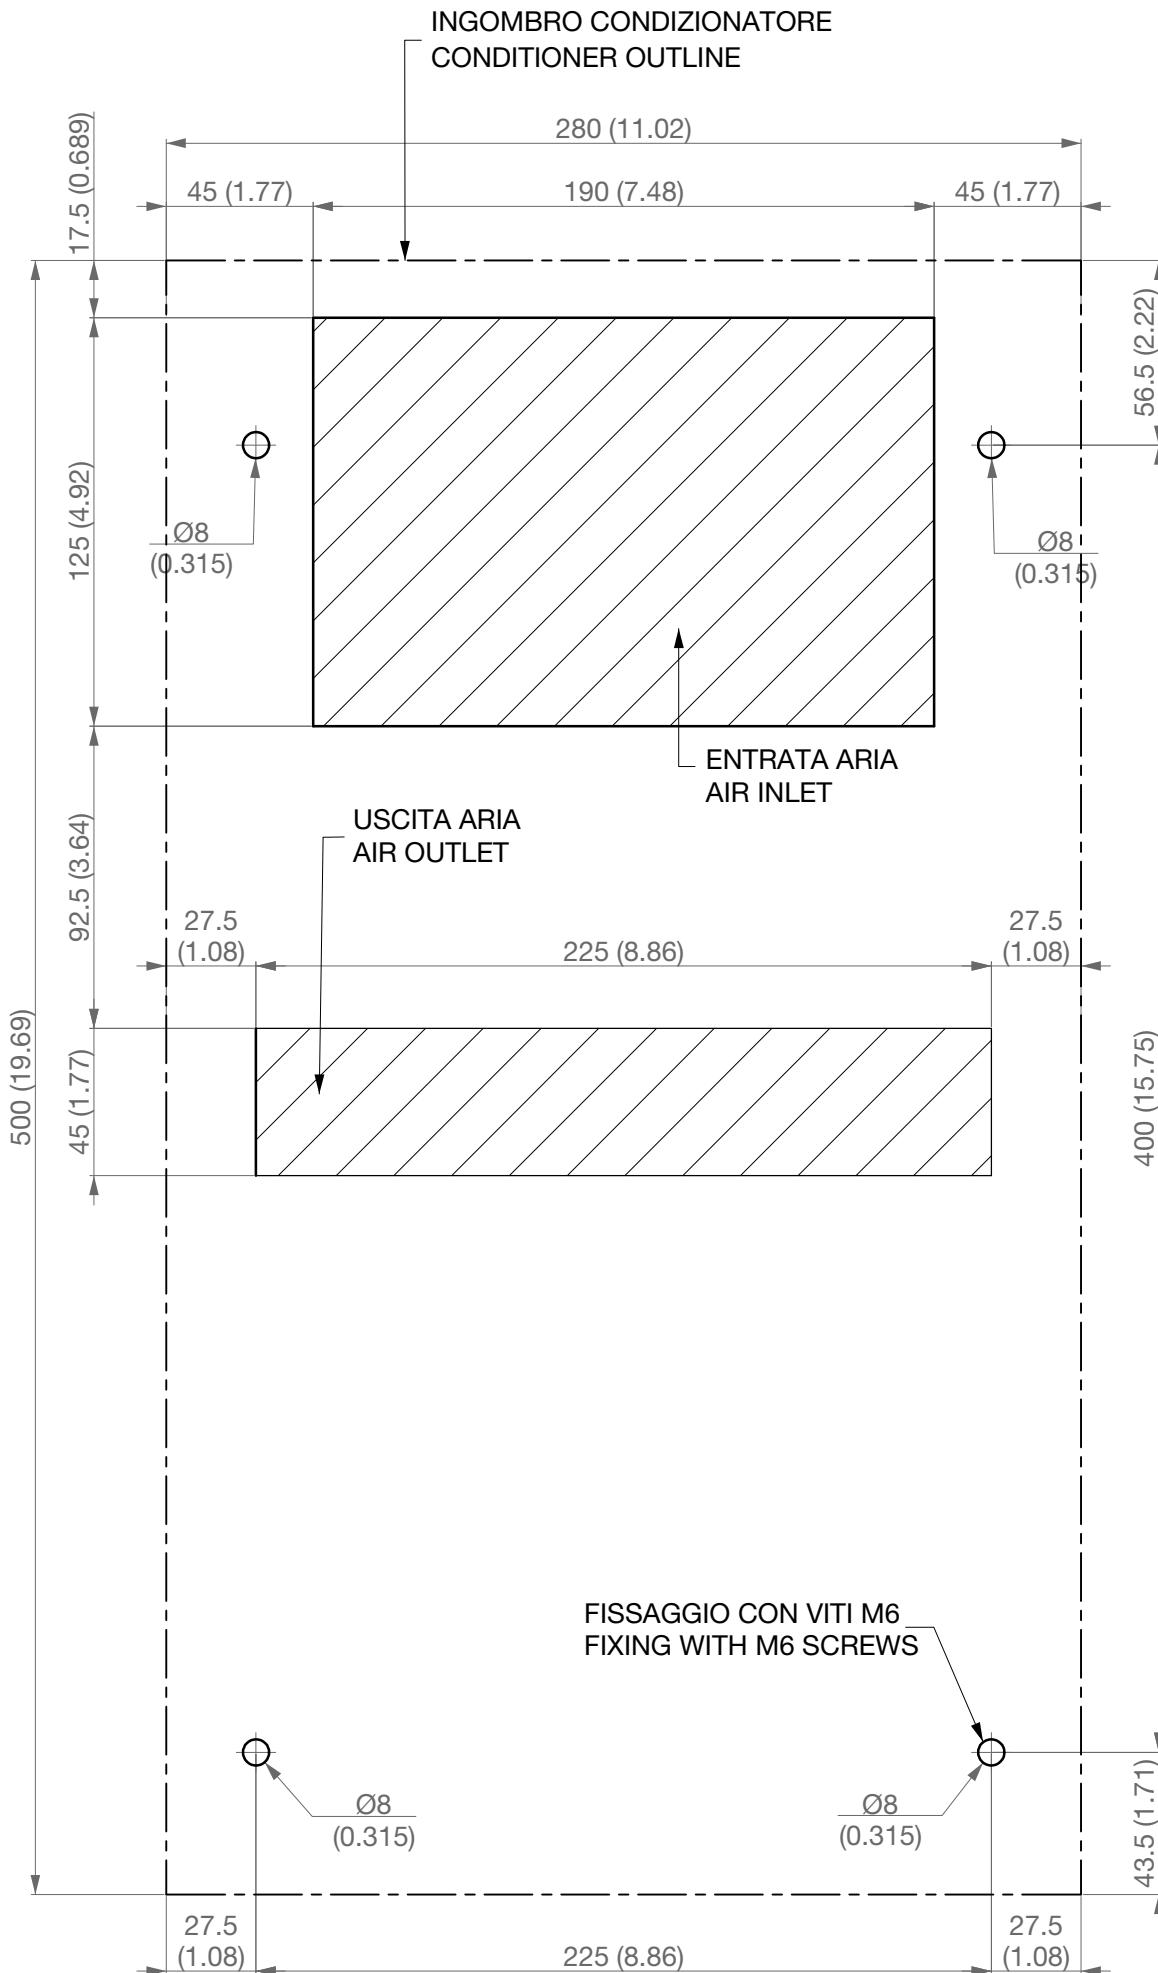 INGOMBRO CONDIZIONATORE
CONDITIONER OUTLINE
280 (11.02)
45 (1.77)
190 (7.48)
45 (1.77)
17.5 (0.689)
56.5 (2.22)
125 (4.92)
Ø8
(0.315)
Ø8
(0.315)
ENTRATA ARIA
AIR INLET
USCITA ARIA
AIR OUTLET
92.5 (3.64)
27.5
(1.08)
225 (8.86)
27.5
(1.08)
500 (19.69)
45 (1.77)
400 (15.75)
FISSAGGIO CON VITI M6
FIXING WITH M6 SCREWS
Ø8
(0.315)
Ø8
(0.315)
43.5 (1.71)
27.5
(1.08)
225 (8.86)
27.5
(1.08)